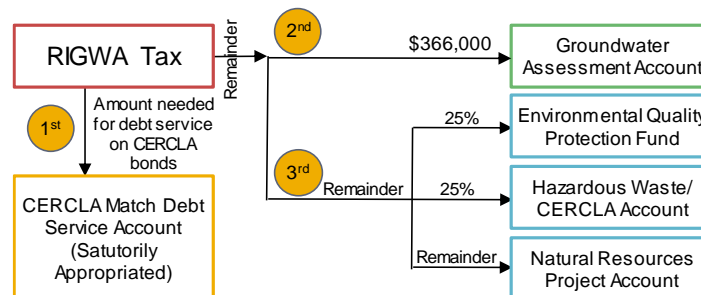 RIGWA Tax
Remainder
2nd
$366,000
Groundwater
Assessment Account
1st
Amount needed
for debt service
on CERCLA
bonds
25%
Environmental Quality
Protection Fund
3rd
Remainder
25%
Hazardous Waste/
CERCLA Account
CERCLA Match Debt
Service Account
(Satutorily
Appropriated)
Remainder
Natural Resources
Project Account